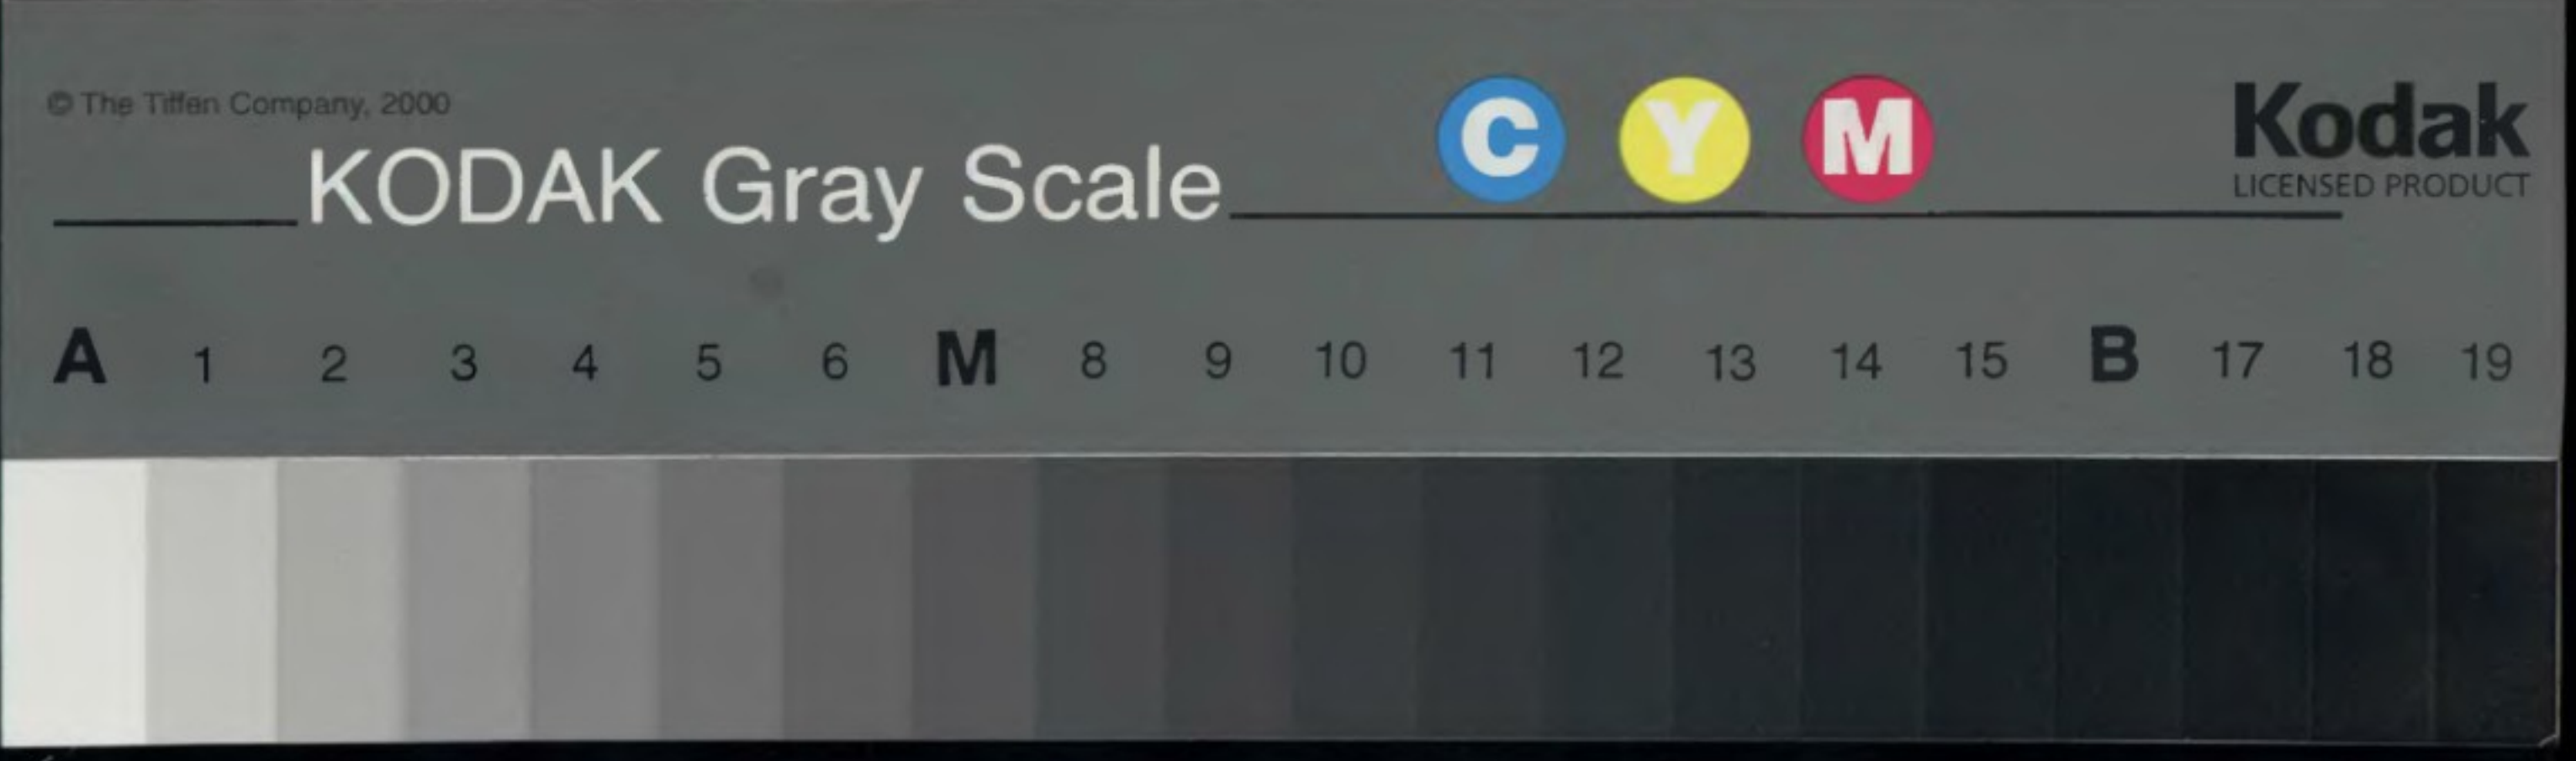 © The Tiffen Company, 2000
KODAK Gray Scale
C Y M
Kodak
LICENSED PRODUCT
A 1 2 3 4 5 6 M 8 9 10 11 12 13 14 15 B 17 18 19